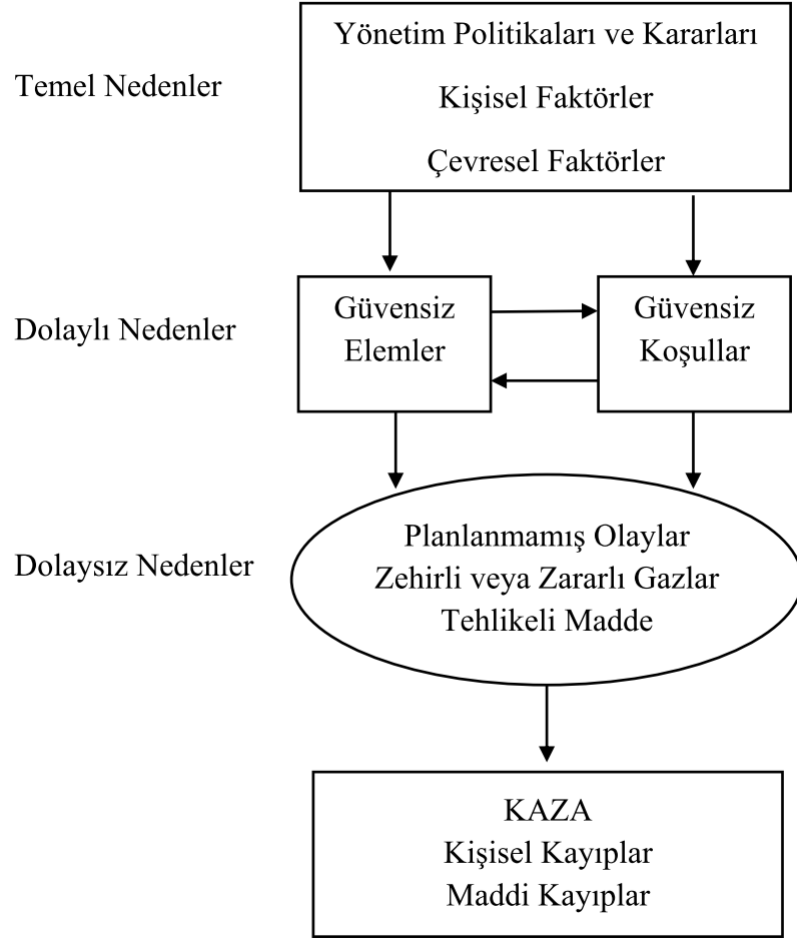 Temel Nedenler
Yönetim Politikaları ve Kararları
Kişisel Faktörler
Çevresel Faktörler
Dolaylı Nedenler
Güvensiz
Elemler
Güvensiz
Koşullar
Dolaysız Nedenler
Planlanmamış Olaylar
Zehirli veya Zararlı Gazlar
Tehlikeli Madde
KAZA
Kişisel Kayıplar
Maddi Kayıplar